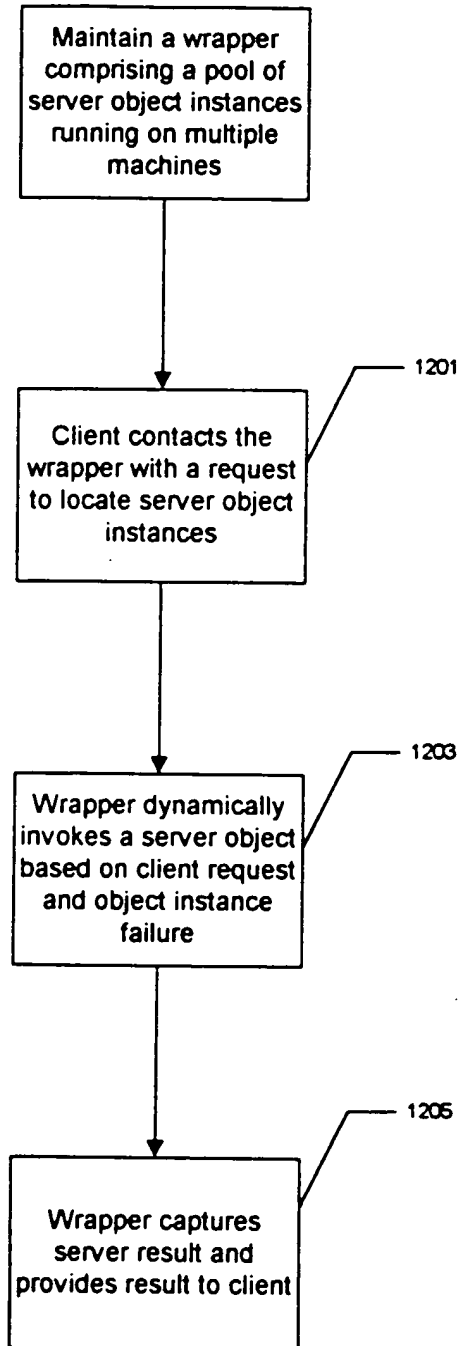 Maintain a wrapper
comprising a pool of
server object instances
running on multiple
machines
1201
Client contacts the
wrapper with a request
to locate server object
instances
1203
Wrapper dynamically
invokes a server object
based on client request
and object instance
failure
1205
Wrapper captures
server result and
provides result to client